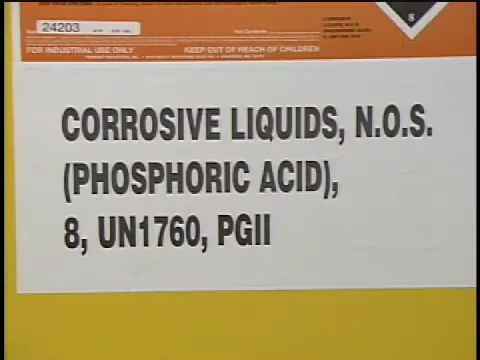 24203
8
FOR INDUSTRIAL USE ONLY
KEEP OUT OF REACH OF CHILDREN
CORROSIVE LIQUIDS, N.O.S.
(PHOSPHORIC ACID),
8, UN1760, PGII